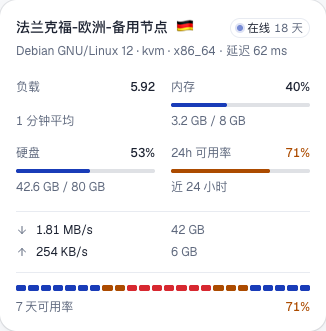 法兰克福-欧洲-备用节点 🇩🇪 在线 18 天
Debian GNU/Linux 12 · kvm · x86_64 · 延迟 62 ms
负载 5.92 内存 40%
1 分钟平均 3.2 GB / 8 GB
硬盘 53% 24h 可用率 71%
42.6 GB / 80 GB 近 24 小时
↓ 1.81 MB/s 42 GB
↑ 254 KB/s 6 GB
7 天可用率 71%